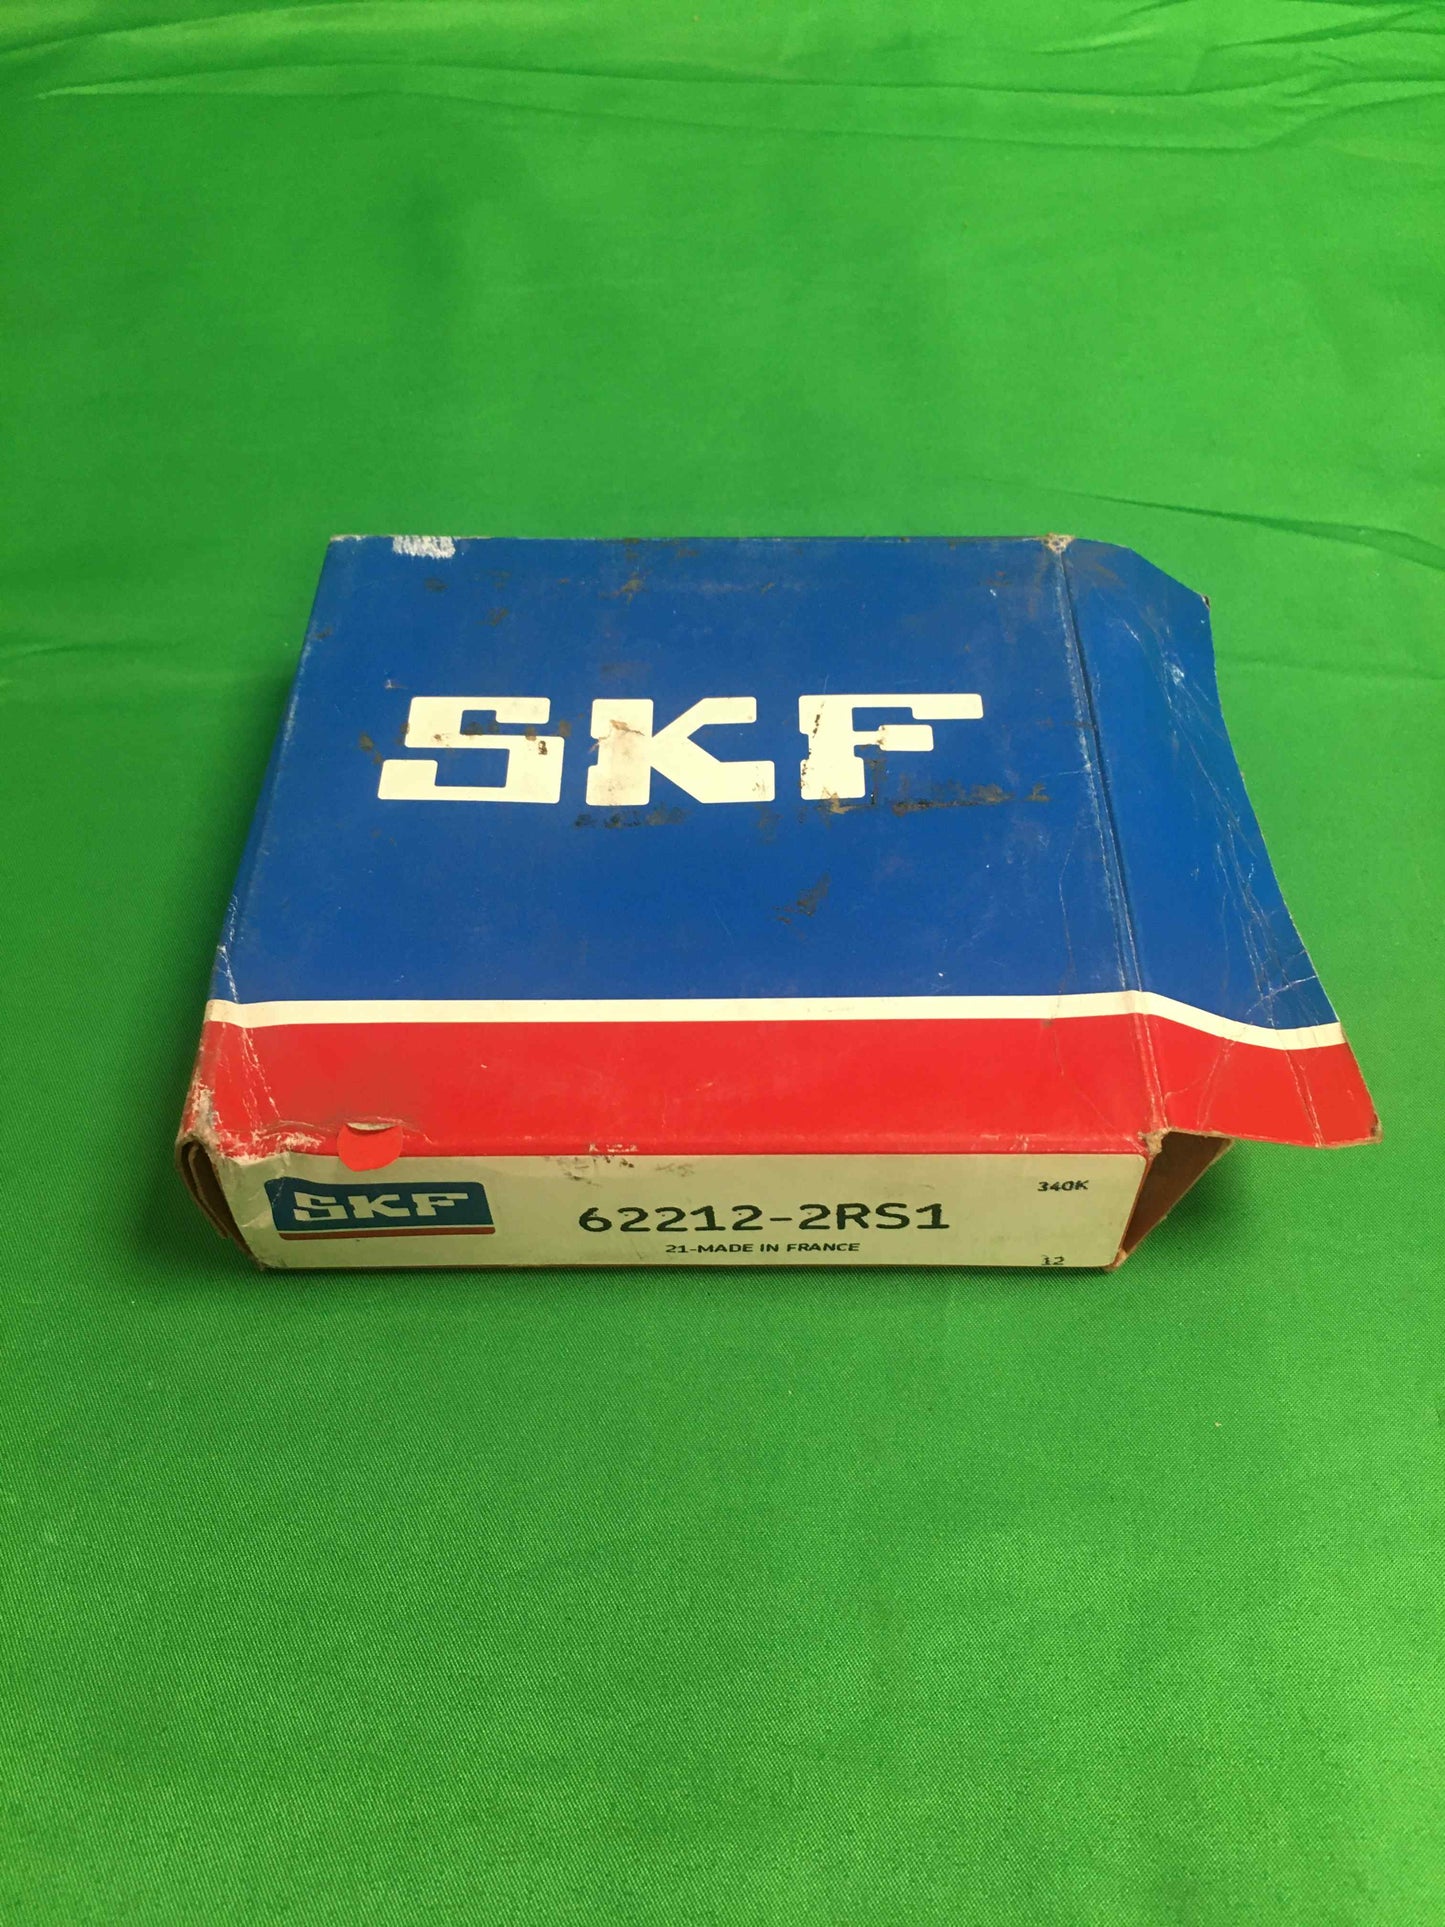 SKF
SKF
62212-2RS1
21-MADE IN FRANCE
340K
12